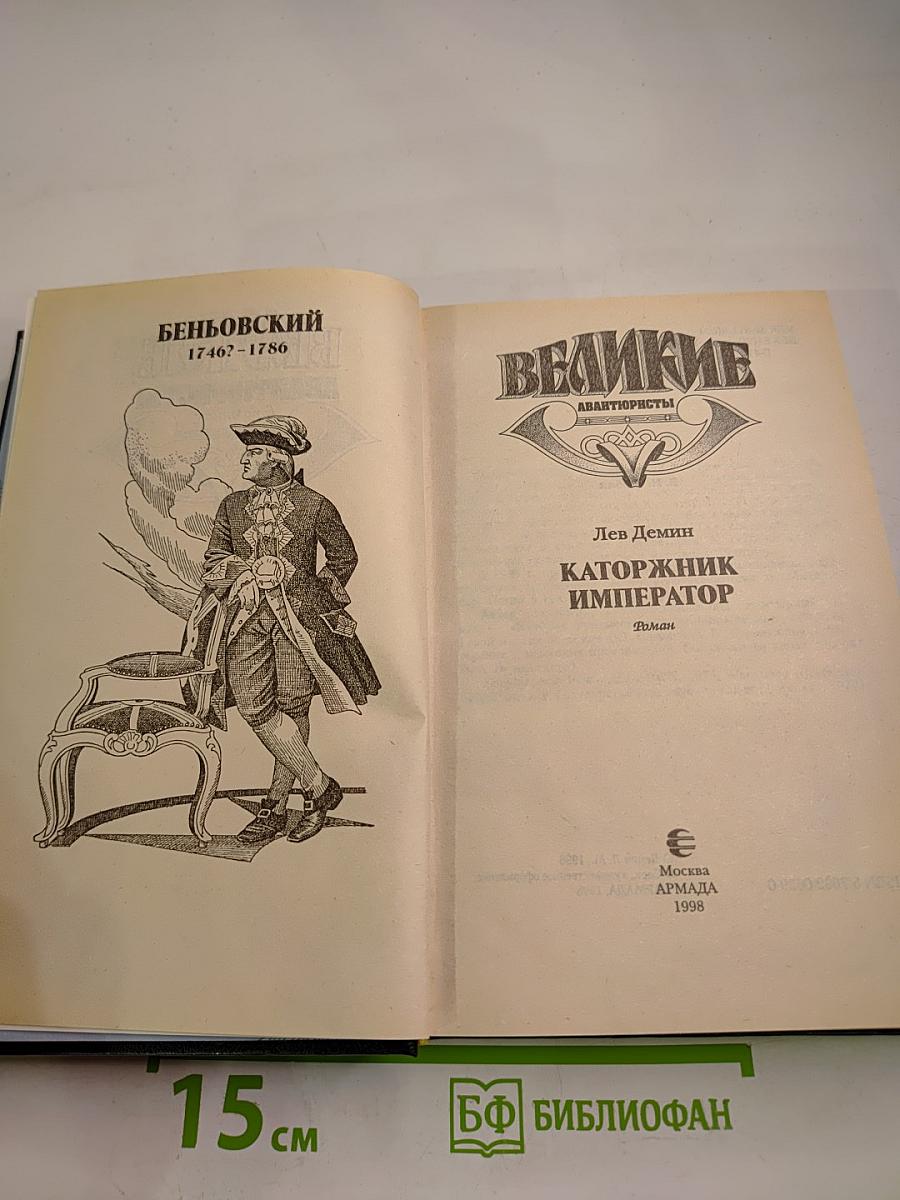 БЕНЬОВСКИЙ
1746?–1786
ВЕЛИКИЕ
АВАНТЮРИСТЫ
Лев Демин
КАТОРЖНИК
ИМПЕРАТОР
Роман
Москва
АРМАДА
1998
15 см
БФ БИБЛИОФАН